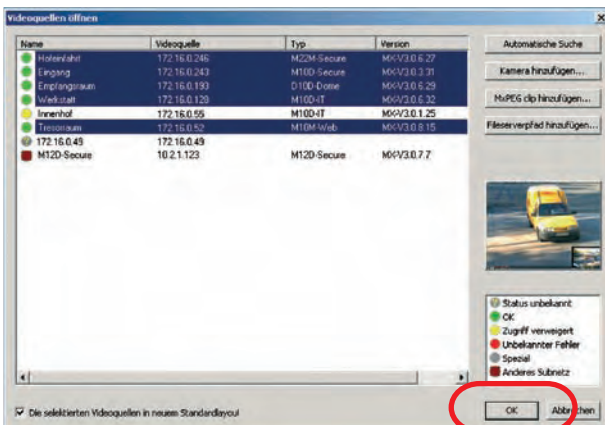 Videoquellen öffnen
Name Videoquelle Typ Version
Hofeinfahrt 172.16.0.246 M22M-Secure MX-V3.0.6.27
Eingang 172.16.0.243 M10D-Secure MX-V3.0.3.31
Empfangsraum 172.16.0.193 D10D-Dome MX-V3.0.6.29
Werkstatt 172.16.0.129 M10D-IT MX-V3.0.6.32
Innenhof 172.16.0.55 M10D-IT MX-V3.0.1.25
Tresorraum 172.16.0.52 M10M-Web MX-V3.0.8.15
172.16.0.49 172.16.0.49
M12D-Secure 10.2.1.123 M12D-Secure MX-V3.0.7.7
Automatische Suche
Kamera hinzufügen...
MxPEG clip hinzufügen...
Fileserverpfad hinzufügen...
Status unbekannt
OK
Zugriff verweigert
Unbekannter Fehler
Spezial
Anderes Subnetz
Die selektierten Videoquellen in neuem Standardlayout
OK Abbrechen